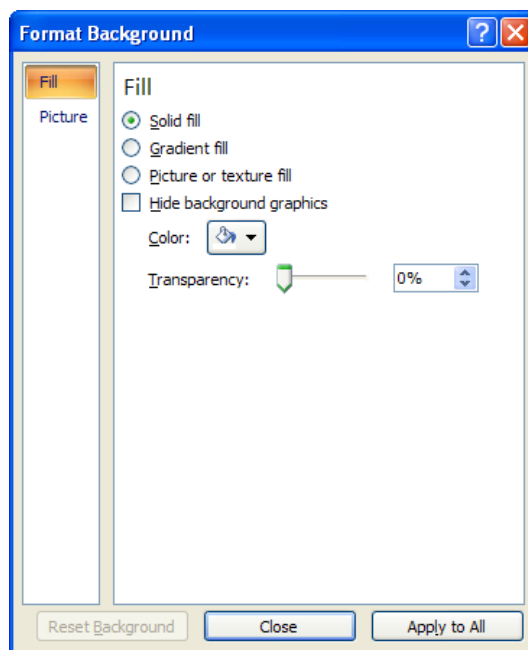 Format Background
?
Fill
Picture
Fill
Solid fill
Gradient fill
Picture or texture fill
Hide background graphics
Color:
Transparency: 0%
Reset Background Close Apply to All